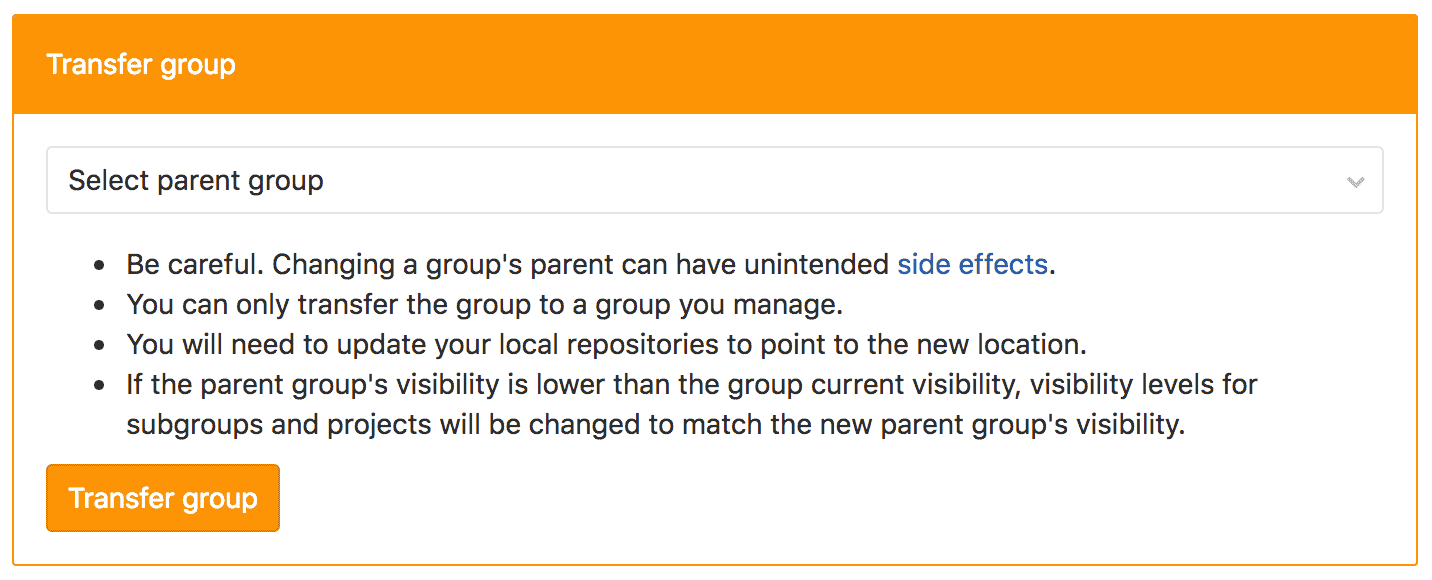 Transfer group
Select parent group
Be careful. Changing a group's parent can have unintended side effects.
You can only transfer the group to a group you manage.
You will need to update your local repositories to point to the new location.
If the parent group's visibility is lower than the group current visibility, visibility levels for
subgroups and projects will be changed to match the new parent group's visibility.
Transfer group